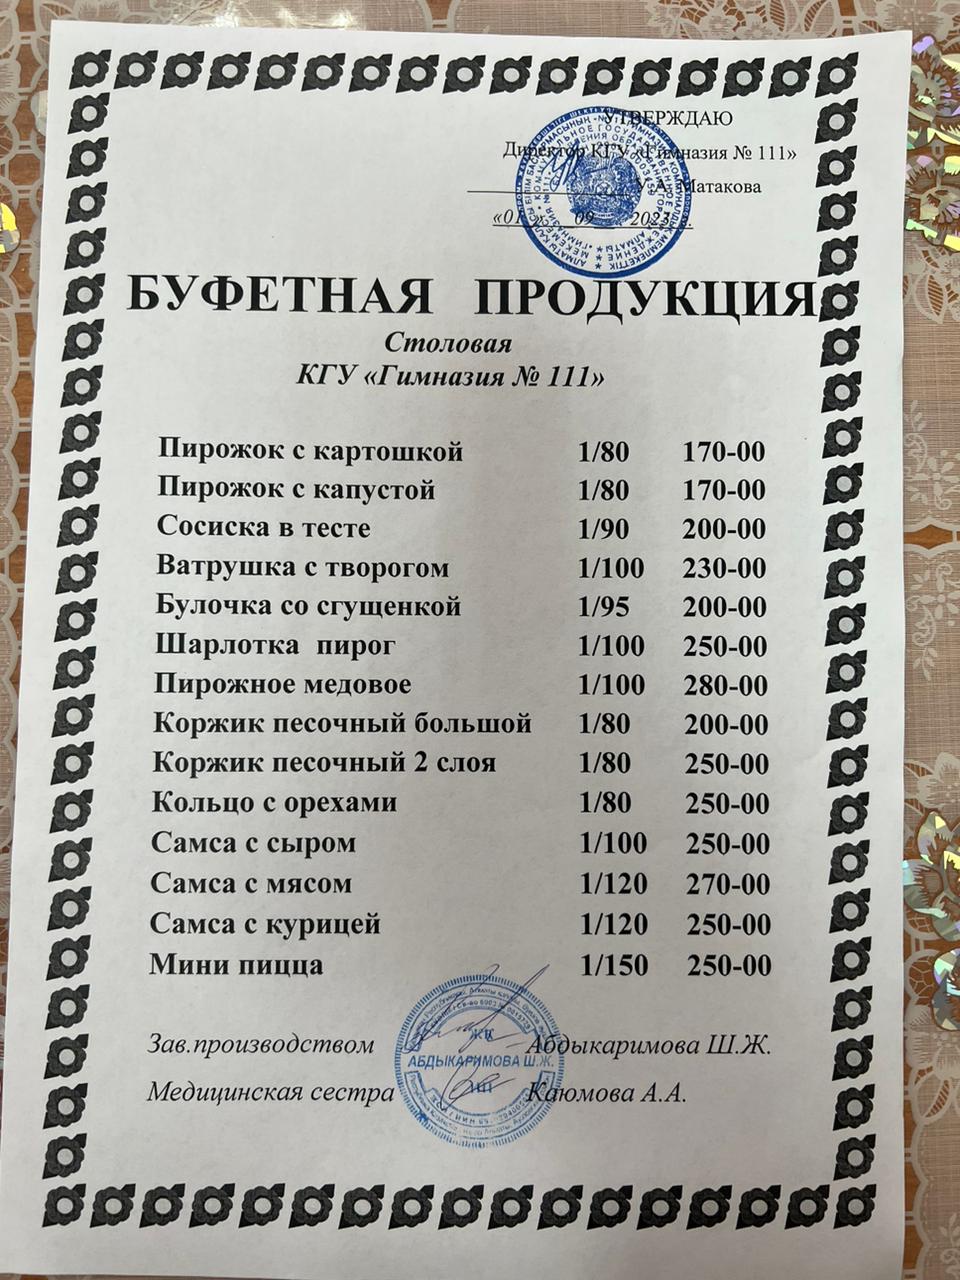 УТВЕРЖДАЮ
Директор КГУ «Гимназия № 111»
У.А. Матакова
«01 » 09 2023 г.
БУФЕТНАЯ ПРОДУКЦИЯ
Столовая
КГУ «Гимназия № 111»
Пирожок с картошкой 1/80 170-00
Пирожок с капустой 1/80 170-00
Сосиска в тесте 1/90 200-00
Ватрушка с творогом 1/100 230-00
Булочка со сгущенкой 1/95 200-00
Шарлотка пирог 1/100 250-00
Пирожное медовое 1/100 280-00
Коржик песочный большой 1/80 200-00
Коржик песочный 2 слоя 1/80 250-00
Кольцо с орехами 1/80 250-00
Самса с сыром 1/100 250-00
Самса с мясом 1/120 270-00
Самса с курицей 1/120 250-00
Мини пицца 1/150 250-00
Зав.производством Абдыкаримова Ш.Ж.
АБДЫКАРИМОВА Ш.Ж.
Медицинская сестра Каюмова А.А.